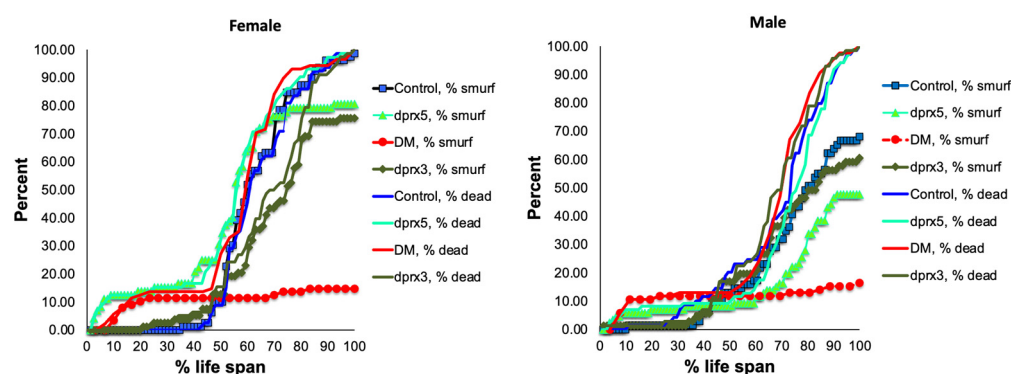 Female
Percent
100.00
90.00
80.00
70.00
60.00
50.00
40.00
30.00
20.00
10.00
0.00
0 10 20 30 40 50 60 70 80 90 100
% life span
Control, % smurf
dprx5, % smurf
DM, % smurf
dprx3, % smurf
Control, % dead
dprx5, % dead
DM, % dead
dprx3, % dead
Male
Percent
100.00
90.00
80.00
70.00
60.00
50.00
40.00
30.00
20.00
10.00
0.00
0 10 20 30 40 50 60 70 80 90 100
% life span
Control, % smurf
dprx5, % smurf
DM, % smurf
dprx3, % smurf
Control, % dead
dprx5, % dead
DM, % dead
dprx3, % dead